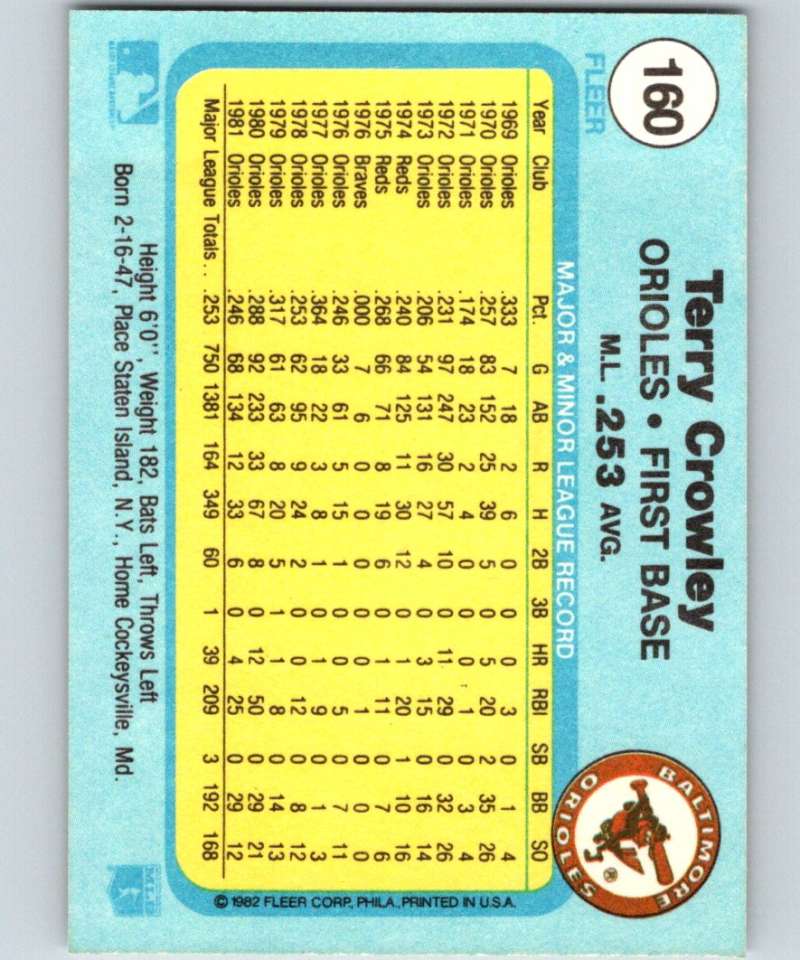 160
FLEER
Terry Crowley
ORIOLES • FIRST BASE
M.L. .253 AVG.
BALTIMORE
ORIOLES
®
MAJOR & MINOR LEAGUE RECORD
Year Club Pct. G AB R H 2B 3B HR RBI SB BB SO
1969 Orioles .333 7 18 2 6 0 0 0 3 0 1 4
1970 Orioles .257 83 152 25 39 5 0 5 20 2 35 26
1971 Orioles .174 18 23 2 4 0 0 0 1 0 3 4
1972 Orioles .231 97 247 30 57 10 0 11 29 0 32 26
1973 Orioles .206 54 131 16 27 4 0 3 15 0 16 14
1974 Reds .240 84 125 11 30 12 0 1 20 1 10 16
1975 Reds .268 66 71 8 19 6 0 1 11 0 7 6
1976 Braves .000 7 6 0 0 0 0 0 1 0 0 0
1976 Orioles .246 33 61 5 15 1 0 0 5 0 7 11
1977 Orioles .364 18 22 3 8 1 0 1 9 0 1 3
1978 Orioles .253 62 95 9 24 2 0 0 12 0 8 12
1979 Orioles .317 61 63 8 20 5 1 1 8 0 14 13
1980 Orioles .288 92 233 33 67 8 0 12 50 0 29 21
1981 Orioles .246 68 134 12 33 6 0 4 25 0 29 12
Major League Totals . . .253 750 1381 164 349 60 1 39 209 3 192 168
© 1982 FLEER CORP., PHILA., PRINTED IN U.S.A.
Height 6'0", Weight 182, Bats Left, Throws Left
Born 2-16-47, Place Staten Island, N.Y., Home Cockeysville, Md.